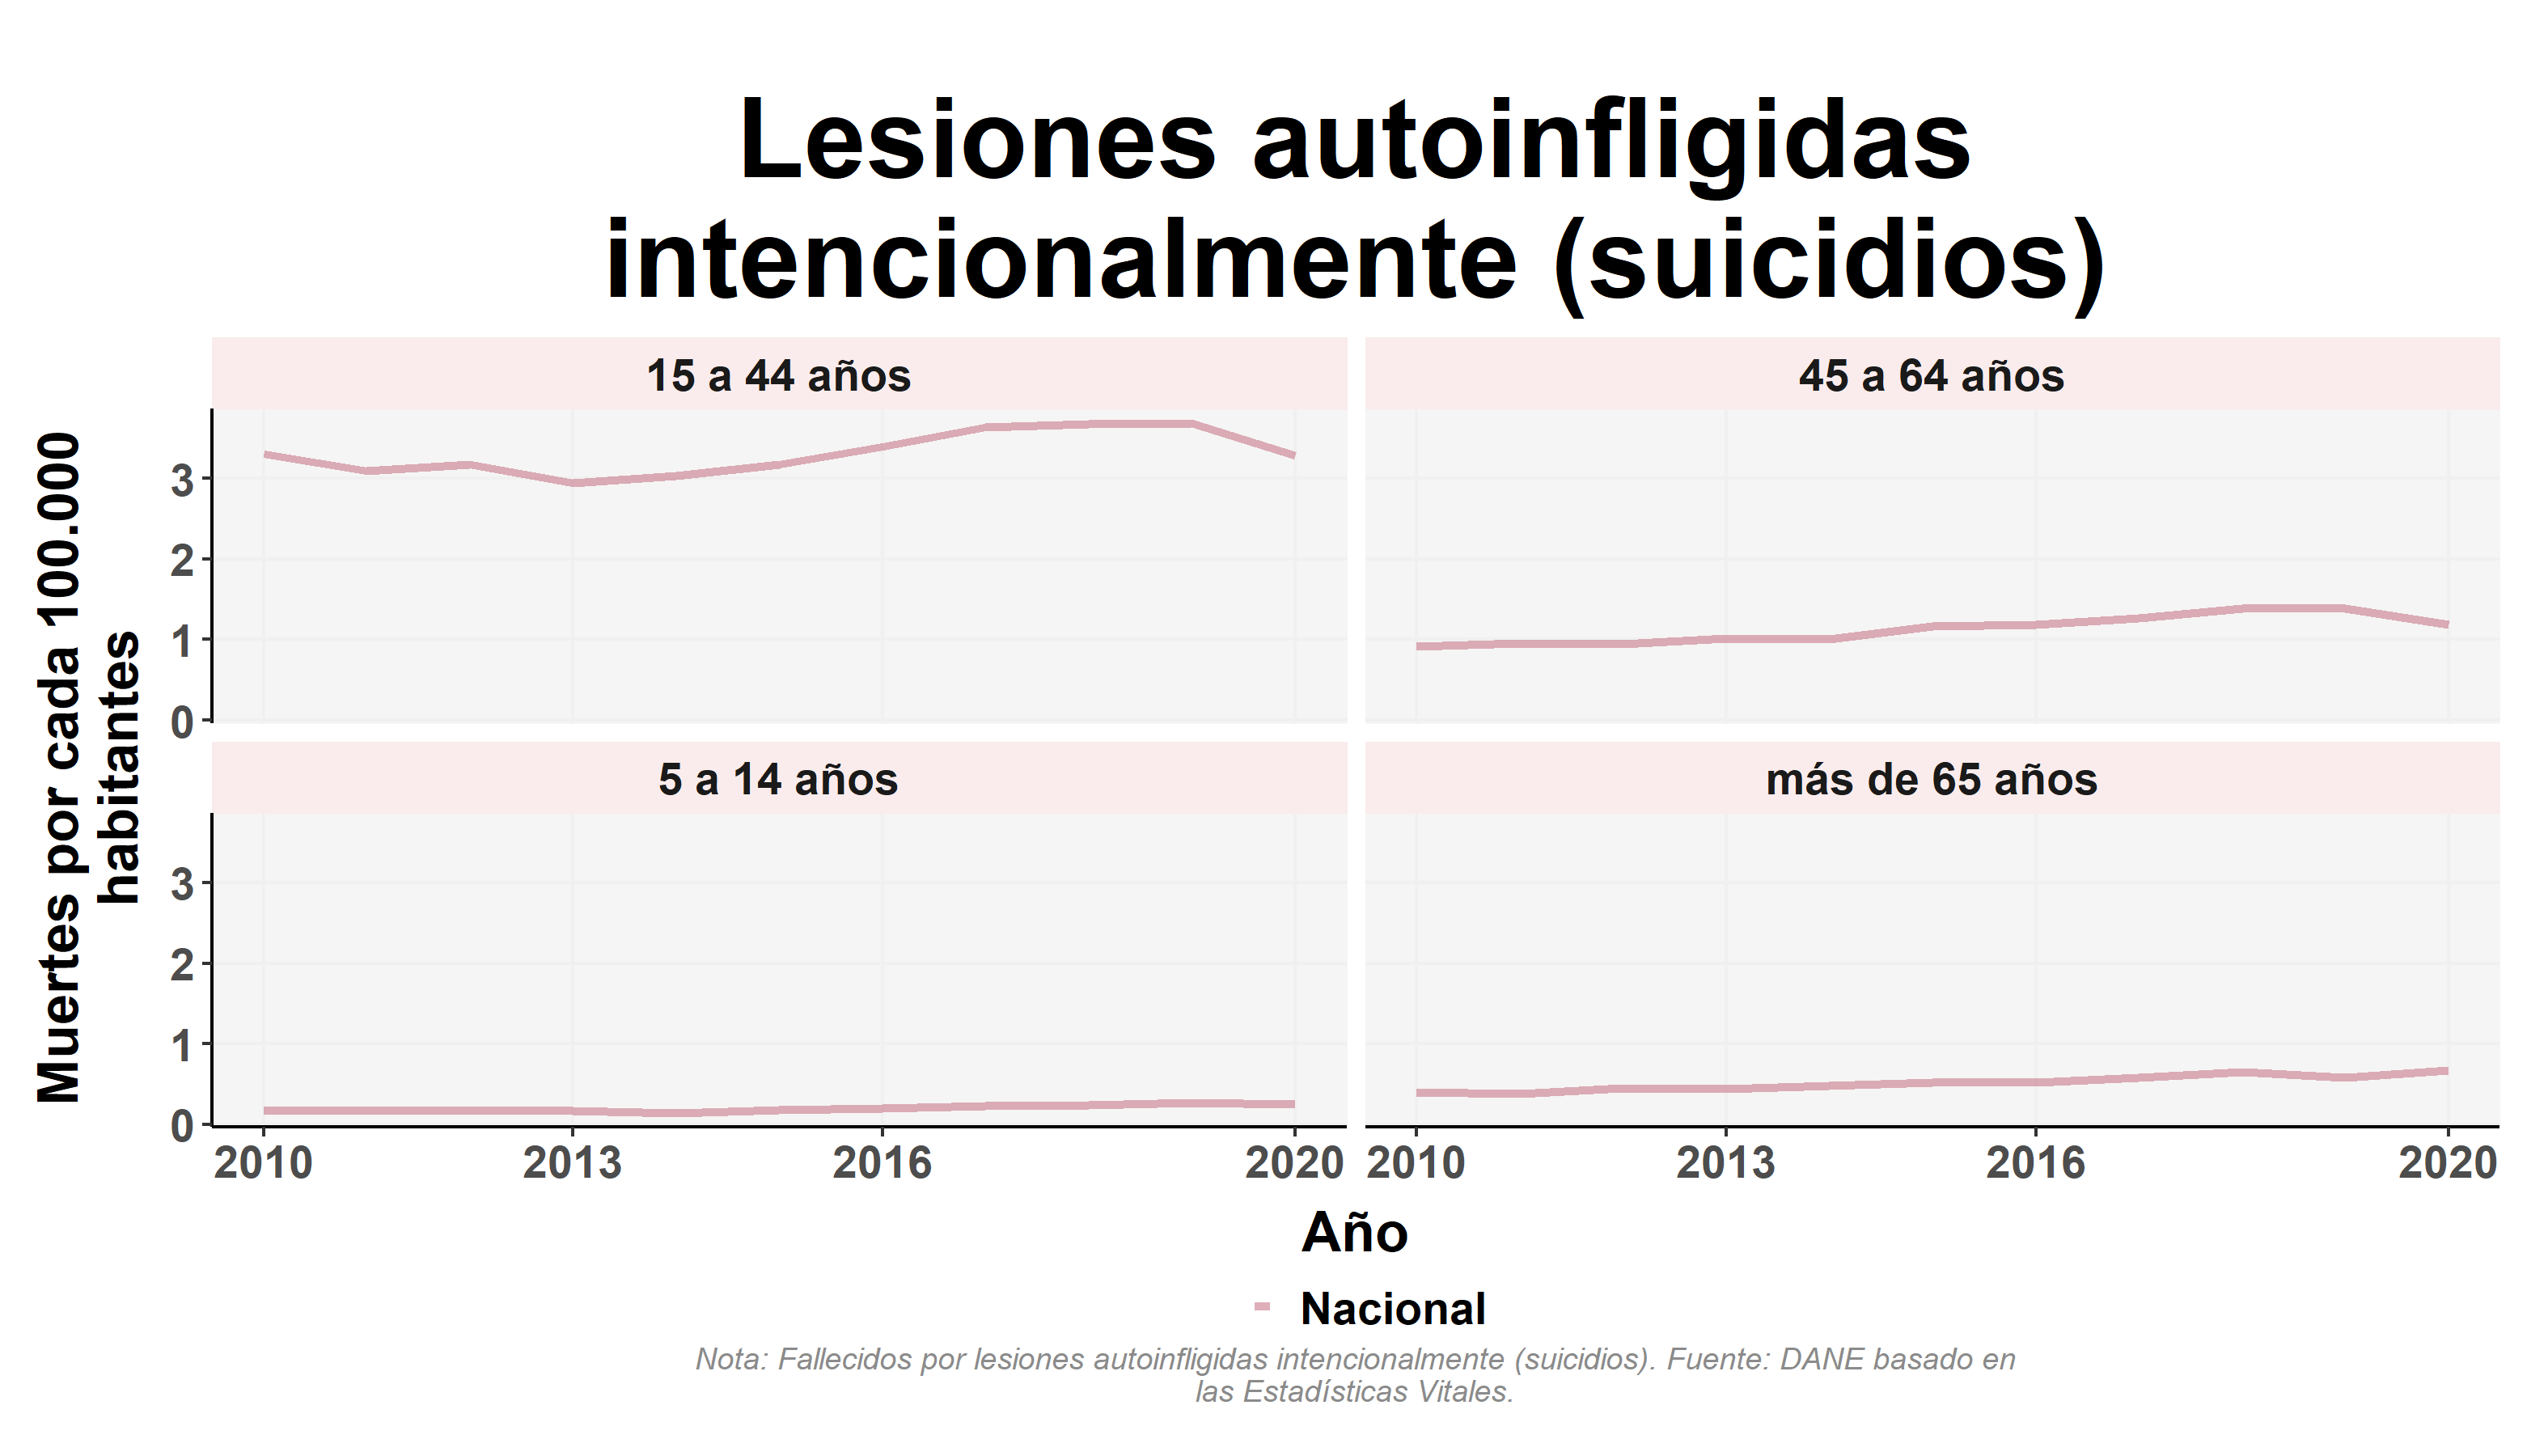 Lesiones autoinfligidas
intencionalmente (suicidios)
Muertes por cada 100.000
habitantes
15 a 44 años
45 a 64 años
3
2
1
0
5 a 14 años
más de 65 años
3
2
1
0
2010
2013
2016
2020
2010
2013
2016
2020
Año
Nacional
Nota: Fallecidos por lesiones autoinfligidas intencionalmente (suicidios). Fuente: DANE basado en
las Estadísticas Vitales.